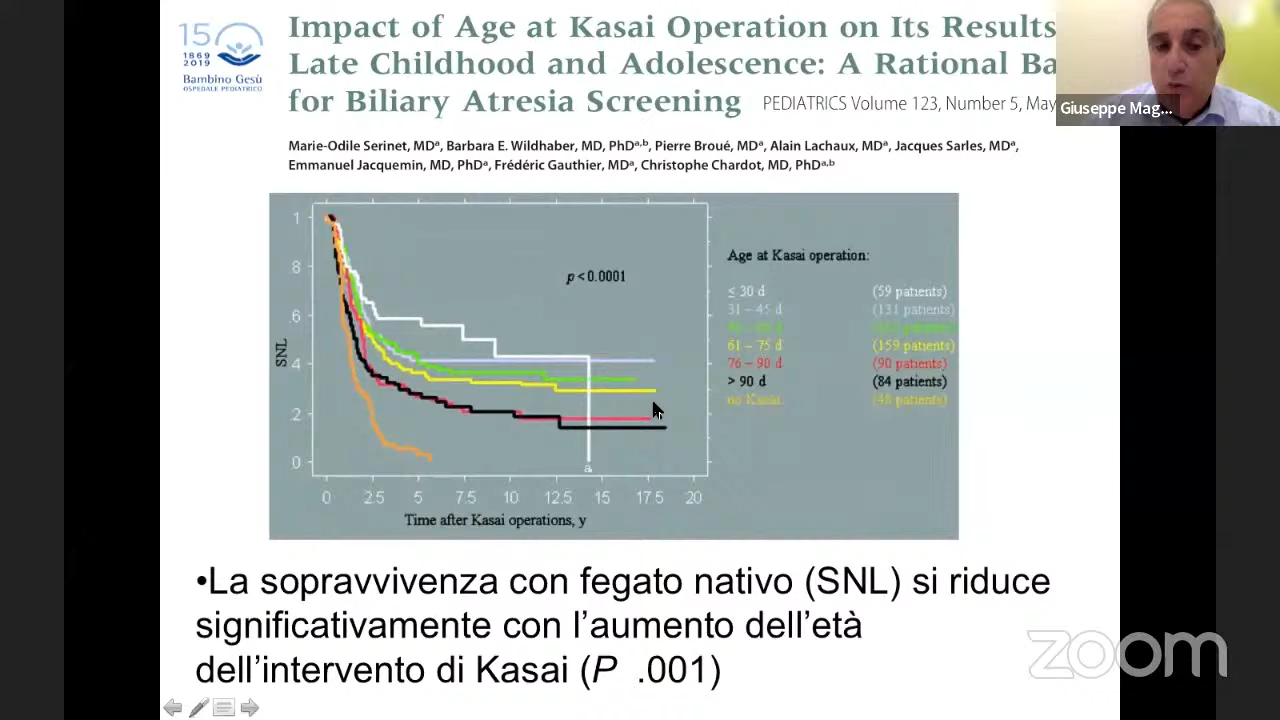 150
1869
2019
Bambino Gesù
OSPEDALE PEDIATRICO
Impact of Age at Kasai Operation on Its Results
Late Childhood and Adolescence: A Rational Ba
for Biliary Atresia Screening PEDIATRICS Volume 123, Number 5, May
Giuseppe Mag...
Marie-Odile Serinet, MDᵃ, Barbara E. Wildhaber, MD, PhDᵃ,ᵇ, Pierre Broué, MDᵃ, Alain Lachaux, MDᵃ, Jacques Sarles, MDᵃ,
Emmanuel Jacquemin, MD, PhDᵃ, Frédéric Gauthier, MDᵃ, Christophe Chardot, MD, PhDᵃ,ᵇ
1
.8
.6
.4
.2
0
SNL
p < 0.0001
a
0 2.5 5 7.5 10 12.5 15 17.5 20
Time after Kasai operations, y
Age at Kasai operation:
≤ 30 d (59 patients)
31 – 45 d (131 patients)
61 – 75 d (159 patients)
76 – 90 d (90 patients)
> 90 d (84 patients)
no Kasai (48 patients)
•La sopravvivenza con fegato nativo (SNL) si riduce
significativamente con l’aumento dell’età
dell’intervento di Kasai (P .001)
zoom